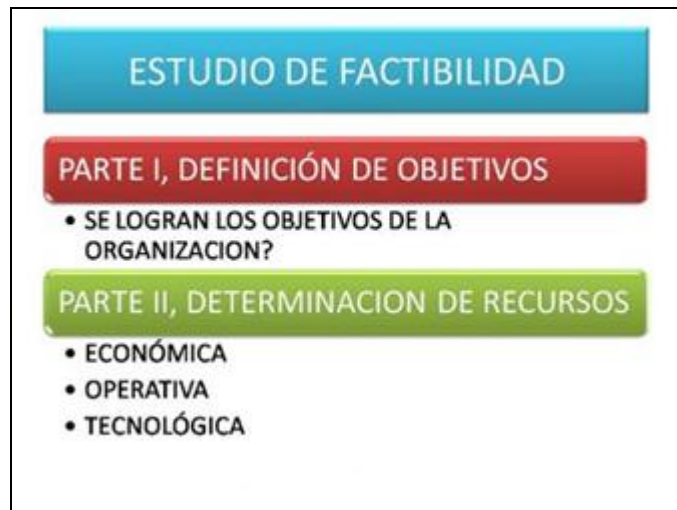 ESTUDIO DE FACTIBILIDAD
PARTE I, DEFINICIÓN DE OBJETIVOS
• SE LOGRAN LOS OBJETIVOS DE LA
ORGANIZACION?
PARTE II, DETERMINACION DE RECURSOS
• ECONÓMICA
• OPERATIVA
• TECNOLÓGICA